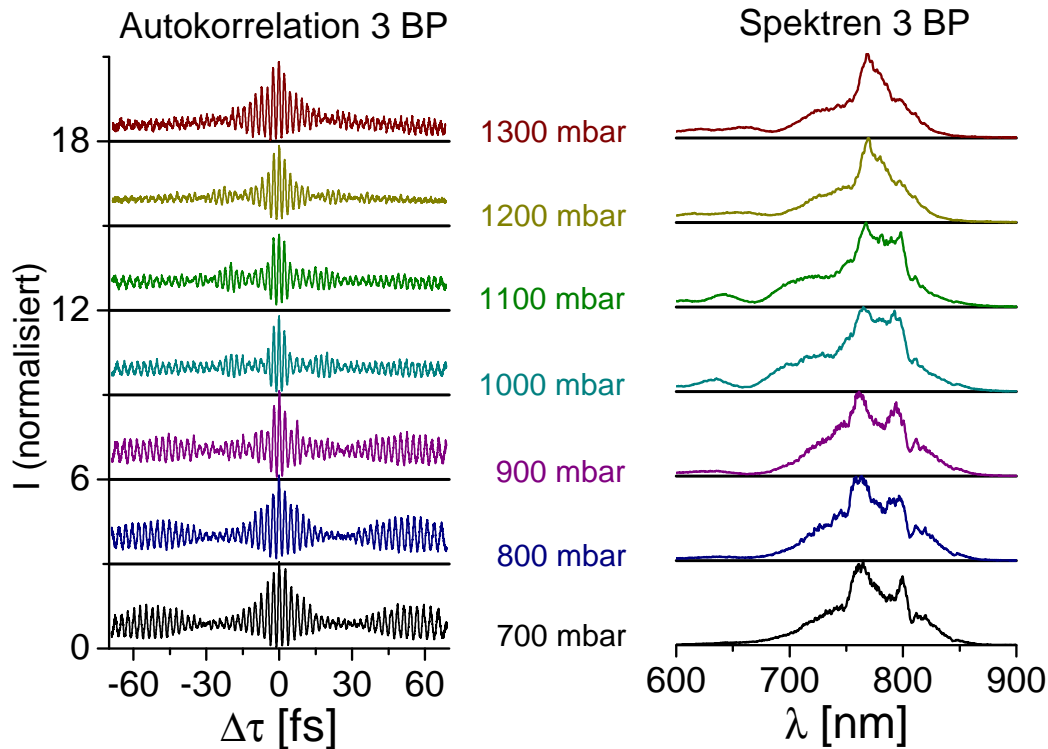 Autokorrelation 3 BP
Spektren 3 BP
I (normalisiert)
18
12
6
0
1300 mbar
1200 mbar
1100 mbar
1000 mbar
900 mbar
800 mbar
700 mbar
-60 -30 0 30 60
Δτ [fs]
600 700 800 900
λ [nm]